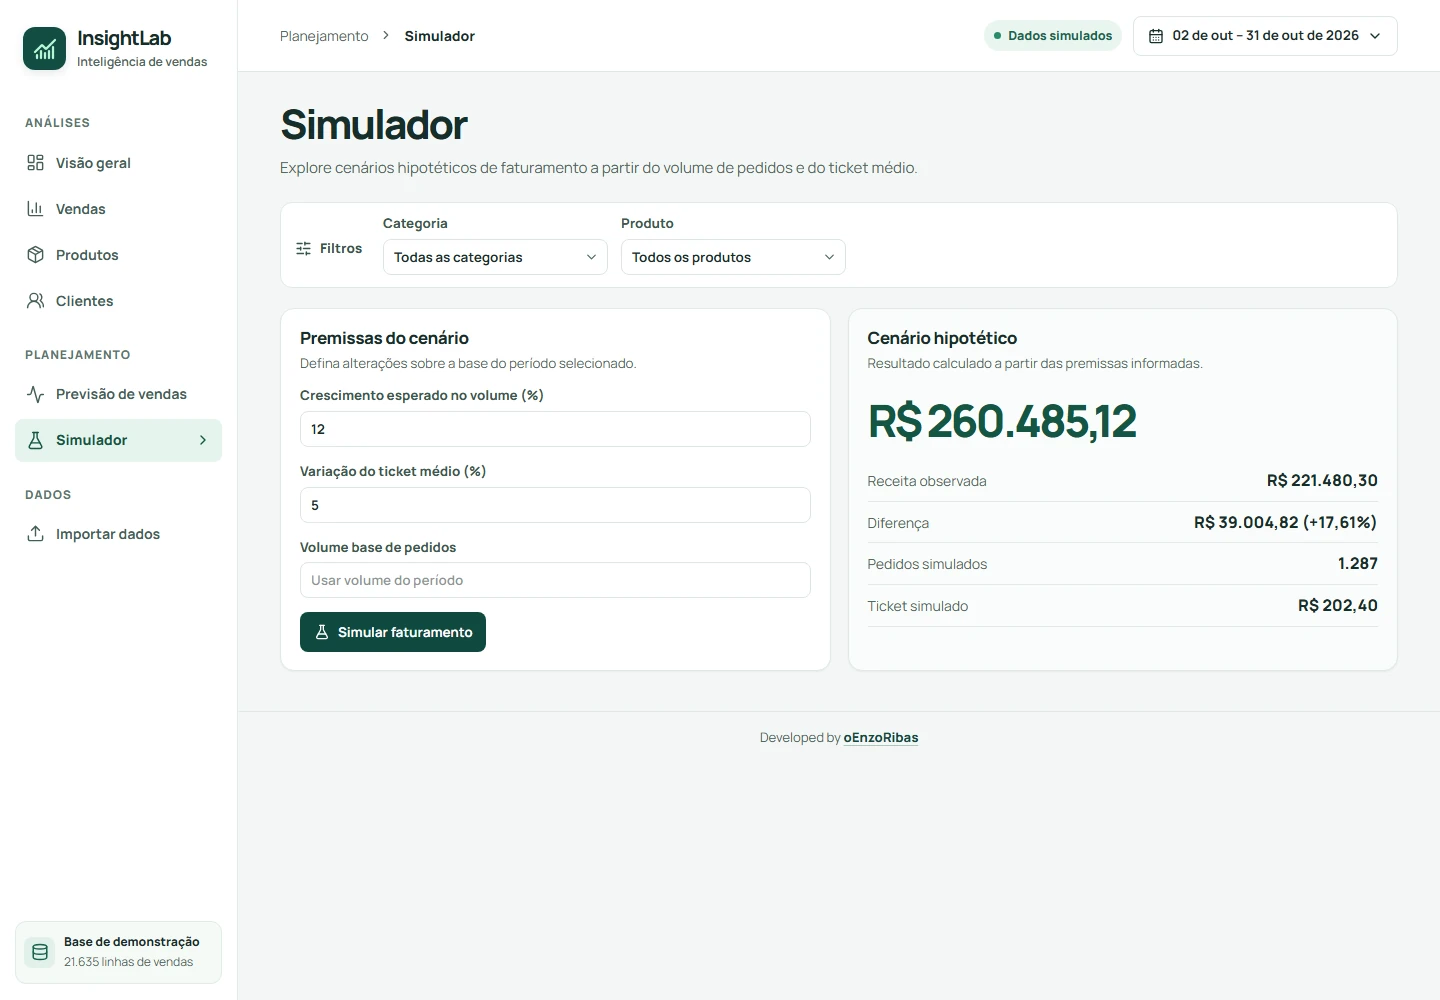 InsightLab
Inteligência de vendas
ANÁLISES
Visão geral
Vendas
Produtos
Clientes
PLANEJAMENTO
Previsão de vendas
Simulador
DADOS
Importar dados
Base de demonstração
21.635 linhas de vendas
Planejamento > Simulador
Dados simulados
02 de out – 31 de out de 2026
Simulador
Explore cenários hipotéticos de faturamento a partir do volume de pedidos e do ticket médio.
Filtros
Categoria
Todas as categorias
Produto
Todos os produtos
Premissas do cenário
Defina alterações sobre a base do período selecionado.
Crescimento esperado no volume (%)
12
Variação do ticket médio (%)
5
Volume base de pedidos
Usar volume do período
Simular faturamento
Cenário hipotético
Resultado calculado a partir das premissas informadas.
R$ 260.485,12
Receita observada R$ 221.480,30
Diferença R$ 39.004,82 (+17,61%)
Pedidos simulados 1.287
Ticket simulado R$ 202,40
Developed by oEnzoRibas